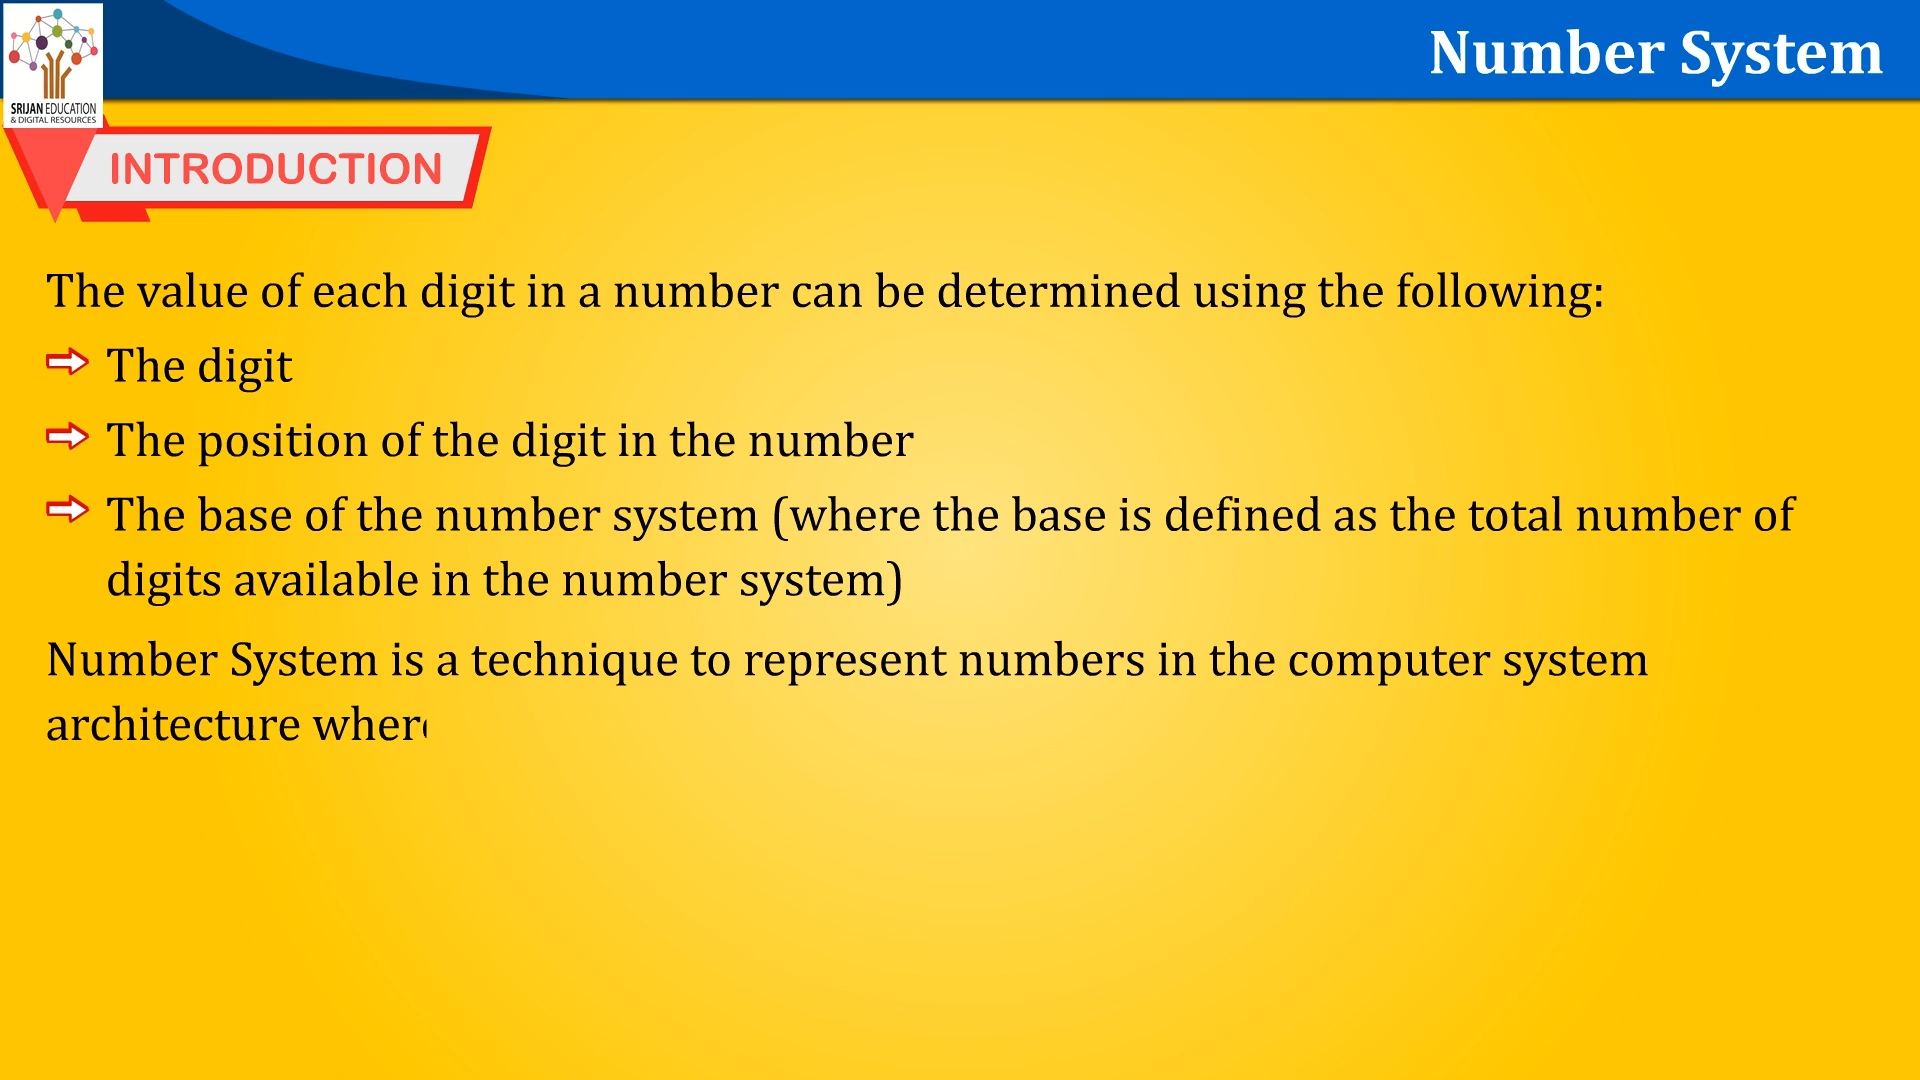 Number System
SRIJAN EDUCATION
& DIGITAL RESOURCES
INTRODUCTION
The value of each digit in a number can be determined using the following:
The digit
The position of the digit in the number
The base of the number system (where the base is defined as the total number of
digits available in the number system)
Number System is a technique to represent numbers in the computer system
architecture